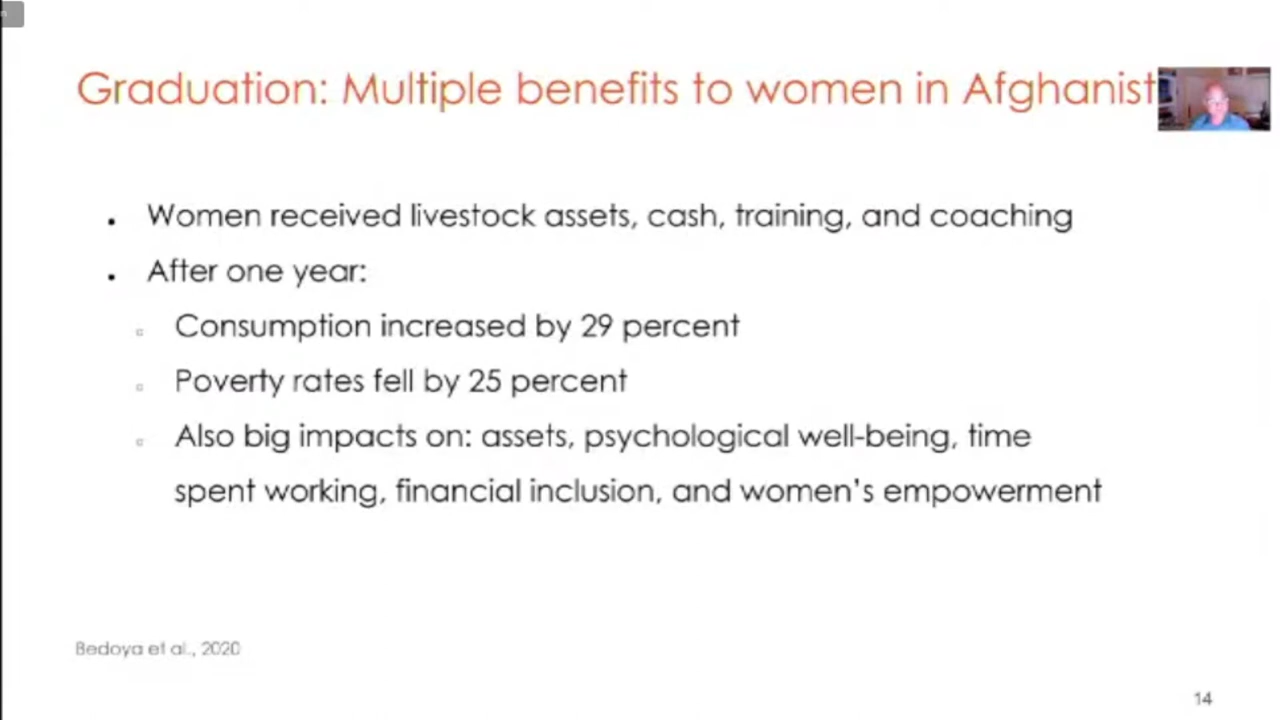 Graduation: Multiple benefits to women in Afghanist
. Women received livestock assets, cash, training, and coaching
. After one year:
▫ Consumption increased by 29 percent
▫ Poverty rates fell by 25 percent
▫ Also big impacts on: assets, psychological well-being, time
spent working, financial inclusion, and women's empowerment
Bedoya et al., 2020
14